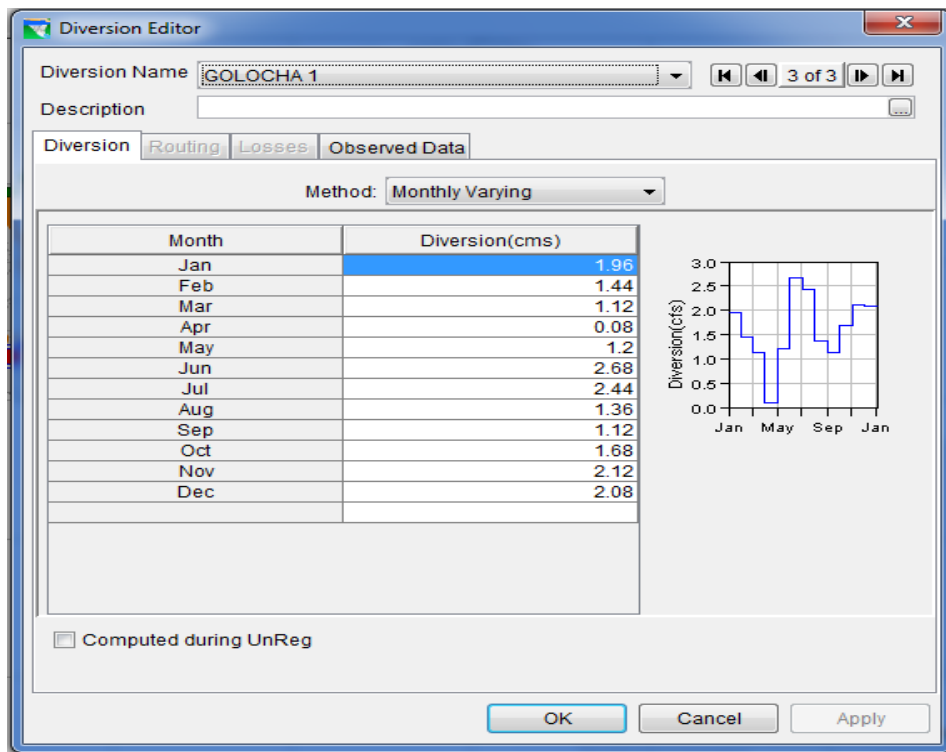 Diversion Editor
x
Diversion Name GOLOCHA 1 3 of 3
Description ...
Diversion Routing Losses Observed Data
Method: Monthly Varying
Month Diversion(cms)
Jan 1.96
Feb 1.44
Mar 1.12
Apr 0.08
May 1.2
Jun 2.68
Jul 2.44
Aug 1.36
Sep 1.12
Oct 1.68
Nov 2.12
Dec 2.08
Diversion(cfs)
3.0
2.5
2.0
1.5
1.0
0.5
0.0
Jan May Sep Jan
Computed during UnReg
OK Cancel Apply